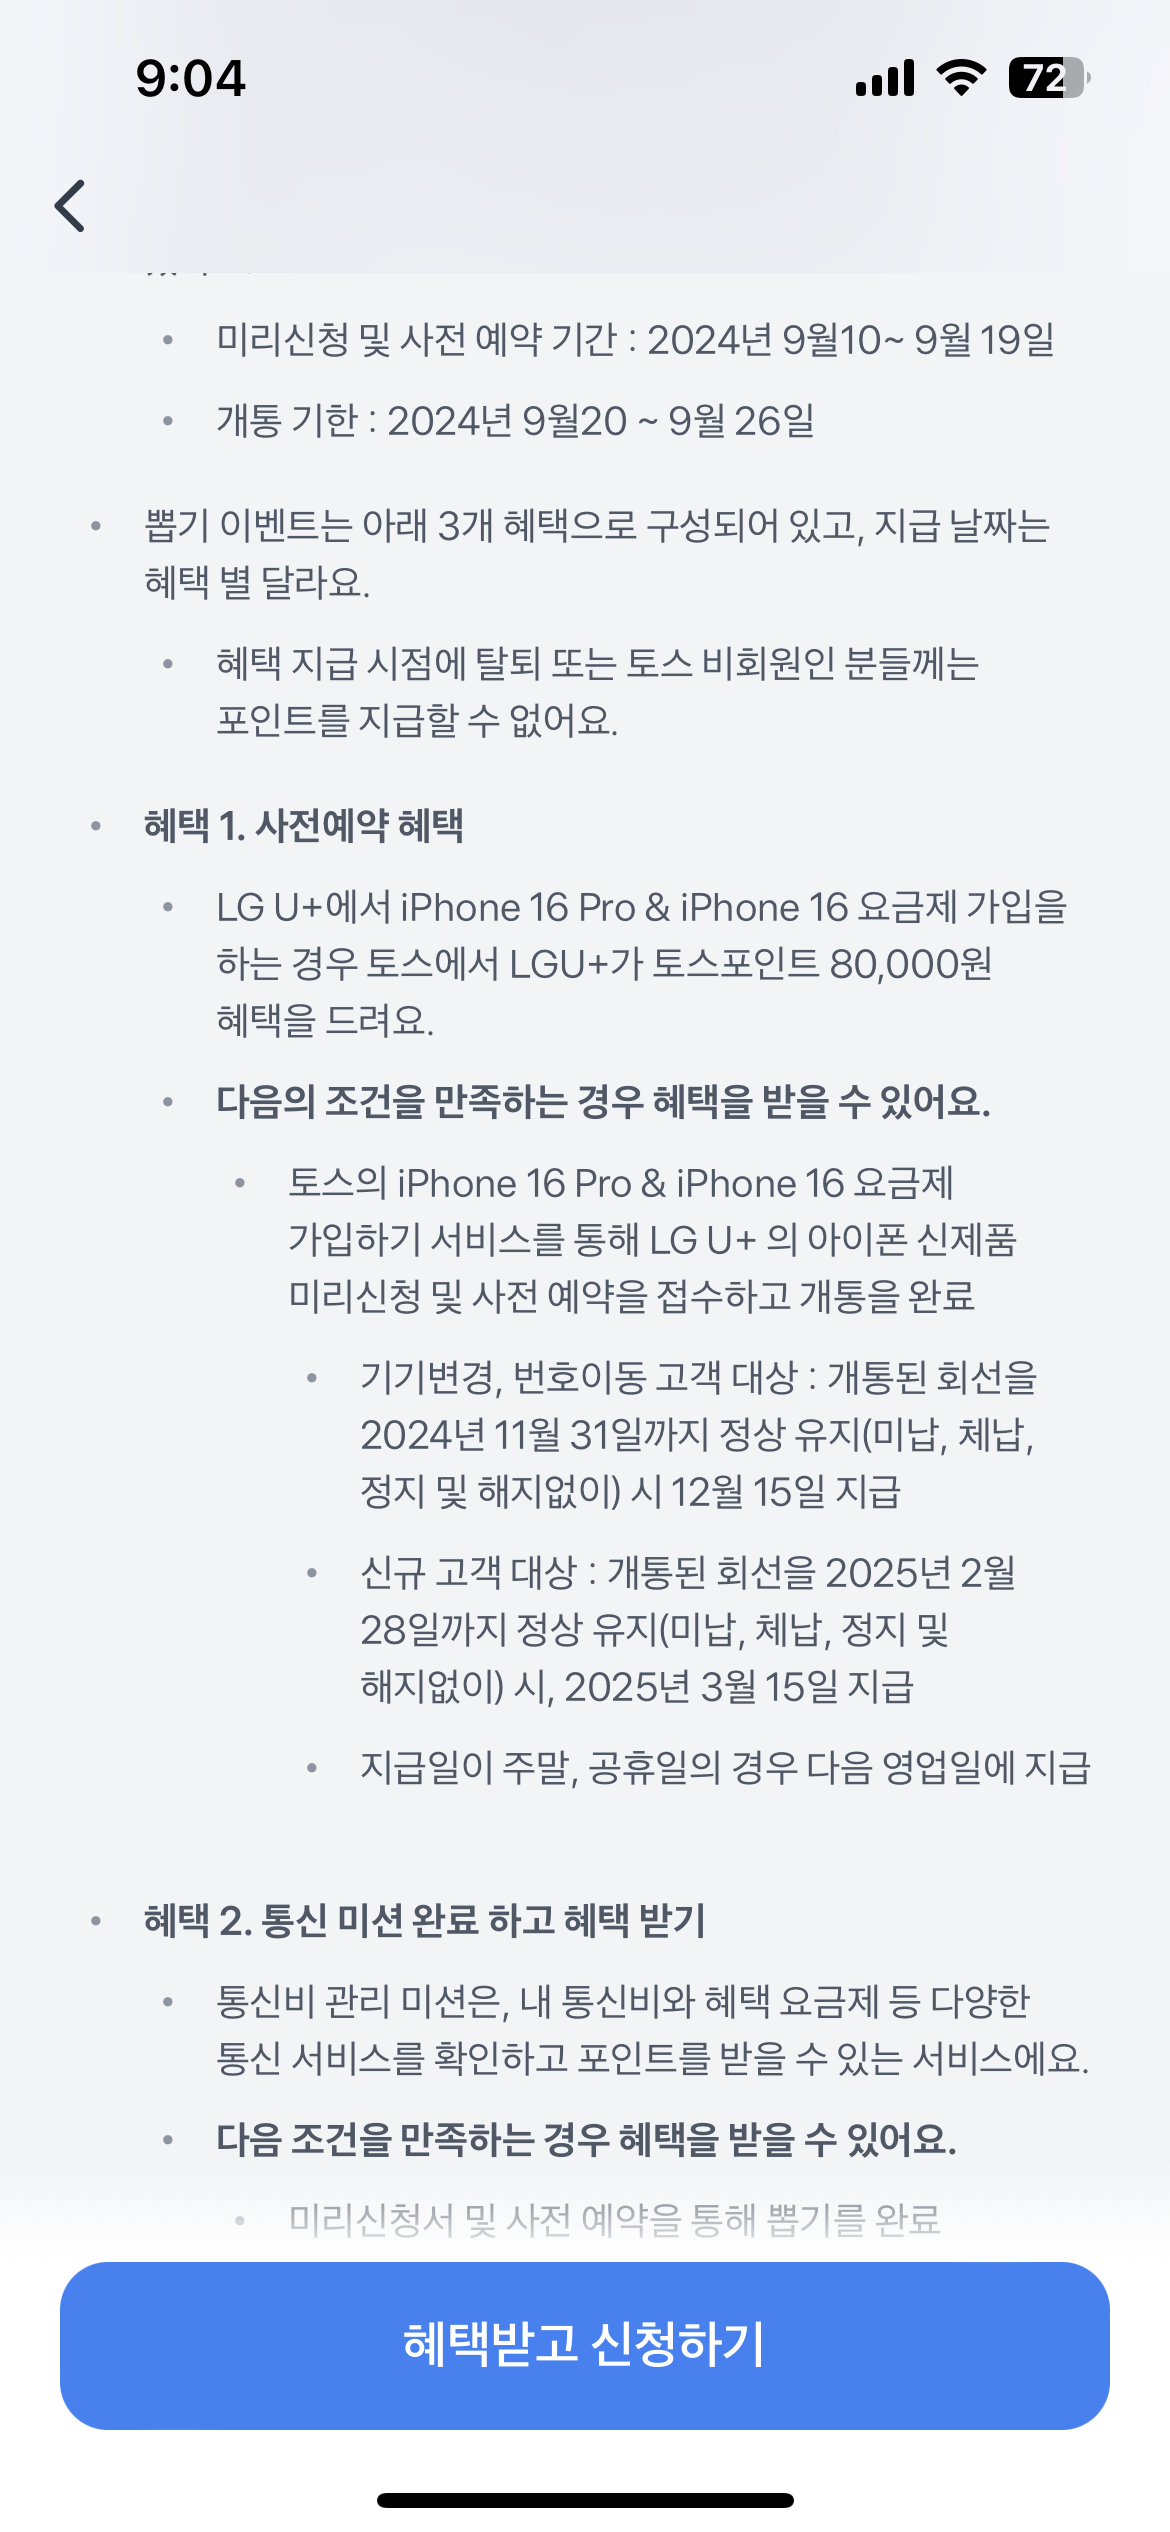 9:04
72
미리신청 및 사전 예약 기간 : 2024년 9월10~ 9월 19일
개통 기한 : 2024년 9월20 ~ 9월 26일
뽑기 이벤트는 아래 3개 혜택으로 구성되어 있고, 지급 날짜는
혜택 별 달라요.
혜택 지급 시점에 탈퇴 또는 토스 비회원인 분들께는
포인트를 지급할 수 없어요.
혜택 1. 사전예약 혜택
LG U+에서 iPhone 16 Pro & iPhone 16 요금제 가입을
하는 경우 토스에서 LGU+가 토스포인트 80,000원
혜택을 드려요.
다음의 조건을 만족하는 경우 혜택을 받을 수 있어요.
토스의 iPhone 16 Pro & iPhone 16 요금제
가입하기 서비스를 통해 LG U+ 의 아이폰 신제품
미리신청 및 사전 예약을 접수하고 개통을 완료
기기변경, 번호이동 고객 대상 : 개통된 회선을
2024년 11월 31일까지 정상 유지(미납, 체납,
정지 및 해지없이) 시 12월 15일 지급
신규 고객 대상 : 개통된 회선을 2025년 2월
28일까지 정상 유지(미납, 체납, 정지 및
해지없이) 시, 2025년 3월 15일 지급
지급일이 주말, 공휴일의 경우 다음 영업일에 지급
혜택 2. 통신 미션 완료 하고 혜택 받기
통신비 관리 미션은, 내 통신비와 혜택 요금제 등 다양한
통신 서비스를 확인하고 포인트를 받을 수 있는 서비스에요.
다음 조건을 만족하는 경우 혜택을 받을 수 있어요.
미리신청서 및 사전 예약을 통해 뽑기를 완료
혜택받고 신청하기